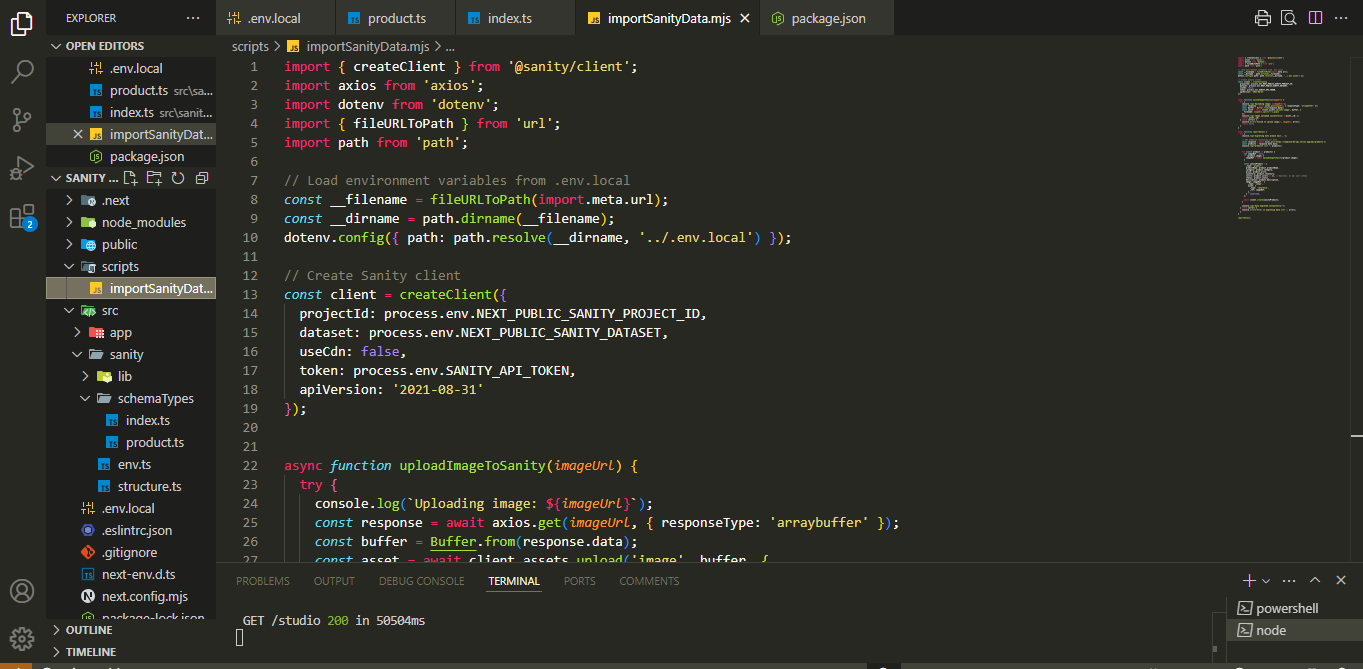 EXPLORER ...
.env.local product.ts index.ts importSanityData.mjs package.json
OPEN EDITORS
.env.local
product.ts src\sa...
index.ts src\sanit...
importSanityDat...
package.json
SANITY ...
.next
node_modules
public
scripts
importSanityDat...
src
app
sanity
lib
schemaTypes
index.ts
product.ts
env.ts
structure.ts
.env.local
.eslintrc.json
.gitignore
next-env.d.ts
next.config.mjs
package-lock.json
OUTLINE
TIMELINE
2
scripts > importSanityData.mjs > ...
1 import { createClient } from '@sanity/client';
2 import axios from 'axios';
3 import dotenv from 'dotenv';
4 import { fileURLToPath } from 'url';
5 import path from 'path';
6
7 // Load environment variables from .env.local
8 const __filename = fileURLToPath(import.meta.url);
9 const __dirname = path.dirname(__filename);
10 dotenv.config({ path: path.resolve(__dirname, '../.env.local') });
11
12 // Create Sanity client
13 const client = createClient({
14 projectId: process.env.NEXT_PUBLIC_SANITY_PROJECT_ID,
15 dataset: process.env.NEXT_PUBLIC_SANITY_DATASET,
16 useCdn: false,
17 token: process.env.SANITY_API_TOKEN,
18 apiVersion: '2021-08-31'
19 });
20
21
22 async function uploadImageToSanity(imageUrl) {
23 try {
24 console.log(`Uploading image: ${imageUrl}`);
25 const response = await axios.get(imageUrl, { responseType: 'arraybuffer' });
26 const buffer = Buffer.from(response.data);
27 const asset = await client.assets.upload('image', buffer, {
PROBLEMS OUTPUT DEBUG CONSOLE TERMINAL PORTS COMMENTS
GET /studio 200 in 50504ms
powershell
node